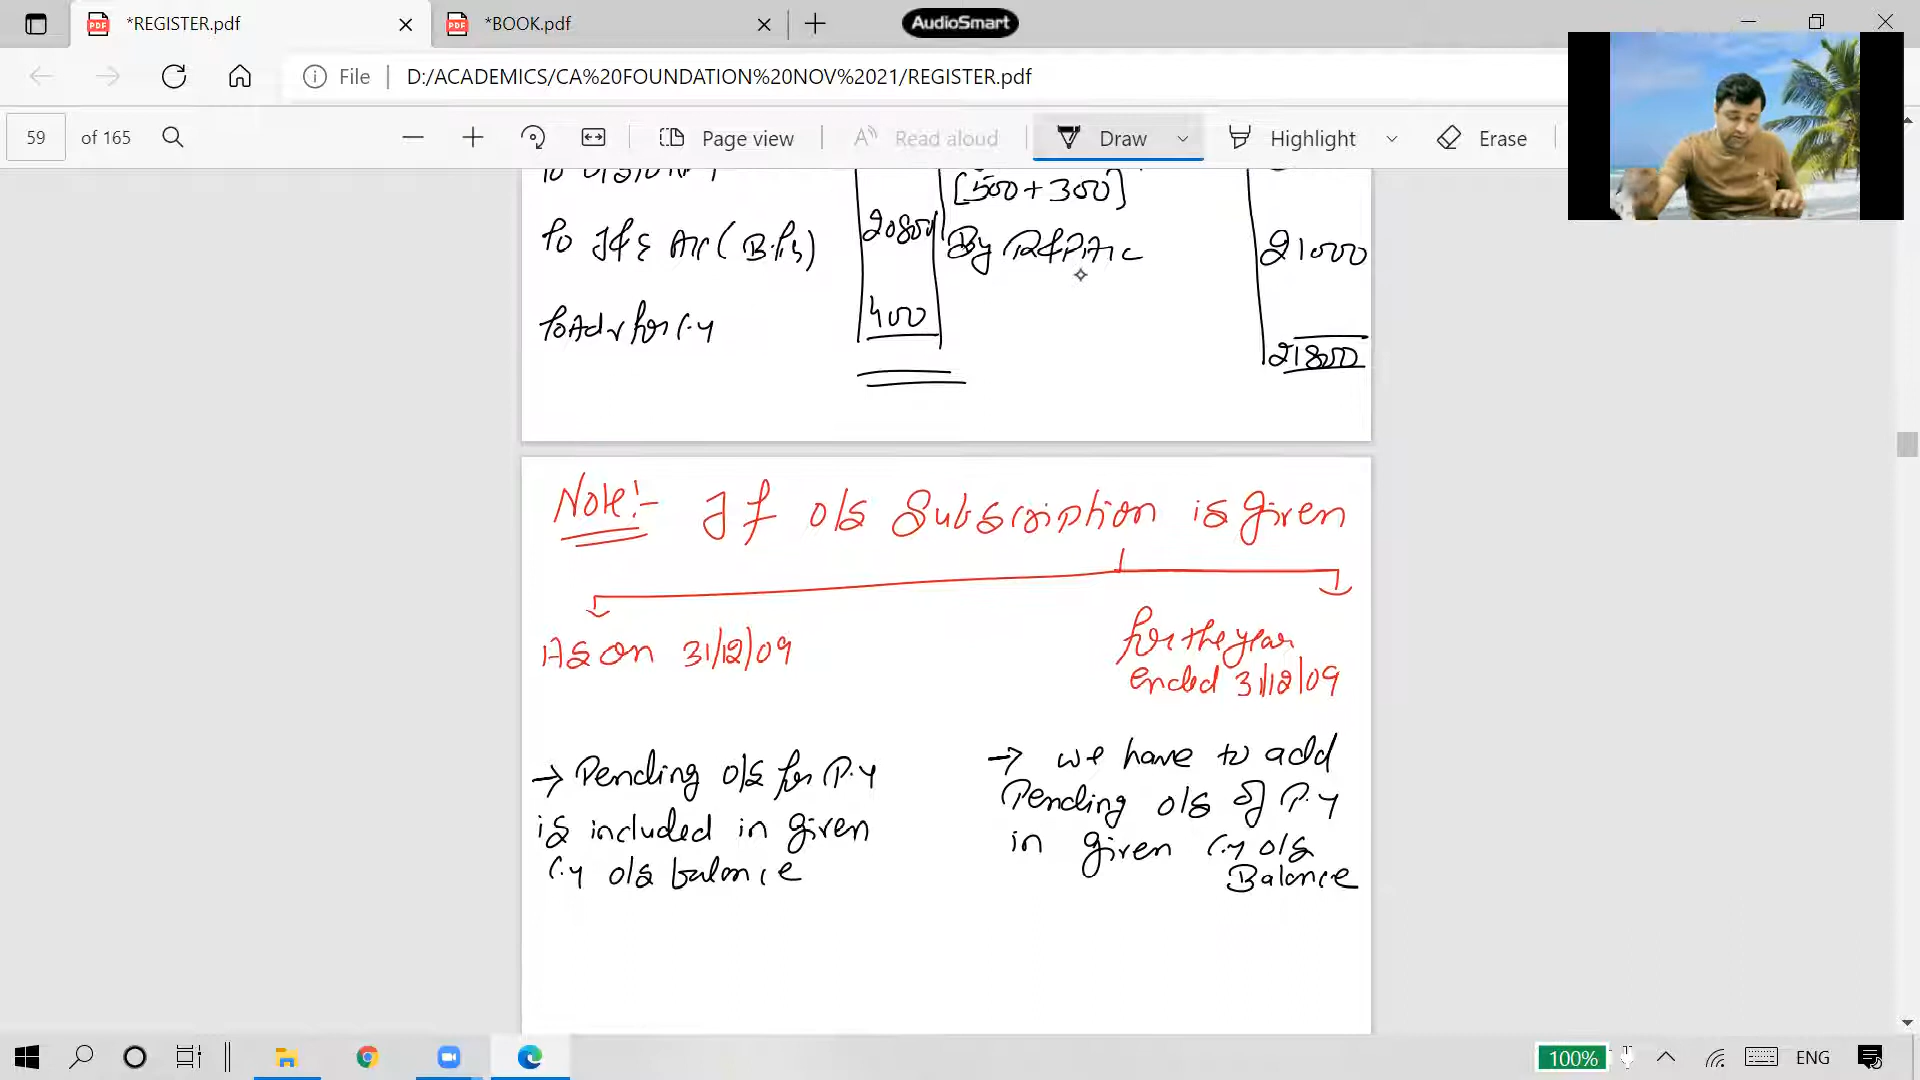 *REGISTER.pdf
*BOOK.pdf
AudioSmart
File
D:/ACADEMICS/CA%20FOUNDATION%20NOV%2021/REGISTER.pdf
59 of 165
Page view
Read aloud
Draw
Highlight
Erase
[500 + 300]
To I&E A/c (B.fig) 20800 By R&P A/c 21000
To Adv for C.Y 400
21800
Note:- If o/s Subscription is given
As on 31/12/09
for the year
ended 31/12/09
→ Pending o/s for P.Y
is included in given
C.Y o/s balance
→ we have to add
Pending o/s of P.Y
in given C.Y o/s
Balance
100%
ENG